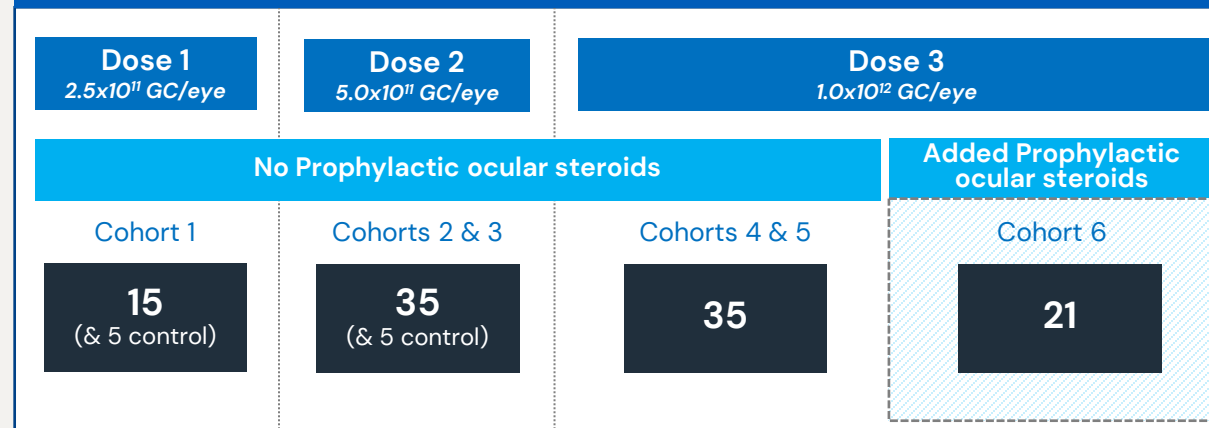 Dose 1
2.5x10¹¹ GC/eye
Dose 2
5.0x10¹¹ GC/eye
Dose 3
1.0x10¹² GC/eye
No Prophylactic ocular steroids
Added Prophylactic
ocular steroids
Cohort 1
Cohorts 2 & 3
Cohorts 4 & 5
Cohort 6
15
(& 5 control)
35
(& 5 control)
35
21